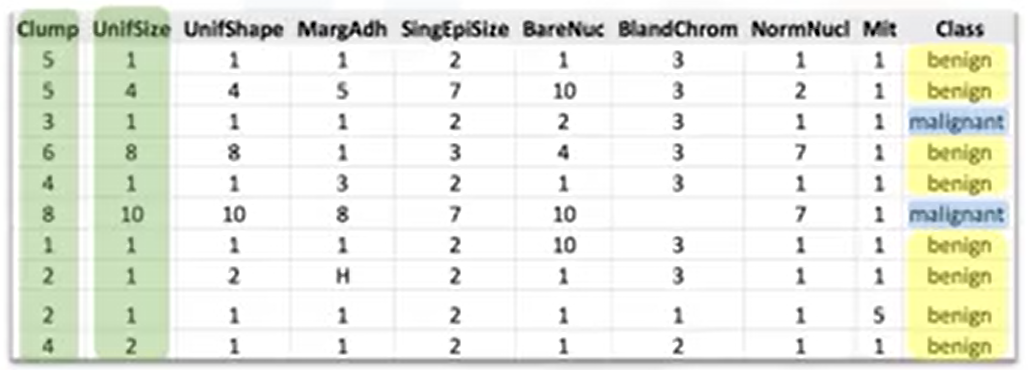 Clump UnifSize UnifShape MargAdh SingEpiSize BareNuc BlandChrom NormNucl Mit Class
5 1 1 1 2 1 3 1 1 benign
5 4 4 5 7 10 3 2 1 benign
3 1 1 1 2 2 3 1 1 malignant
6 8 8 1 3 4 3 7 1 benign
4 1 1 3 2 1 3 1 1 benign
8 10 10 8 7 10 7 1 malignant
1 1 1 1 2 10 3 1 1 benign
2 1 2 H 2 1 3 1 1 benign
2 1 1 1 2 1 1 1 5 benign
4 2 1 1 2 1 2 1 1 benign